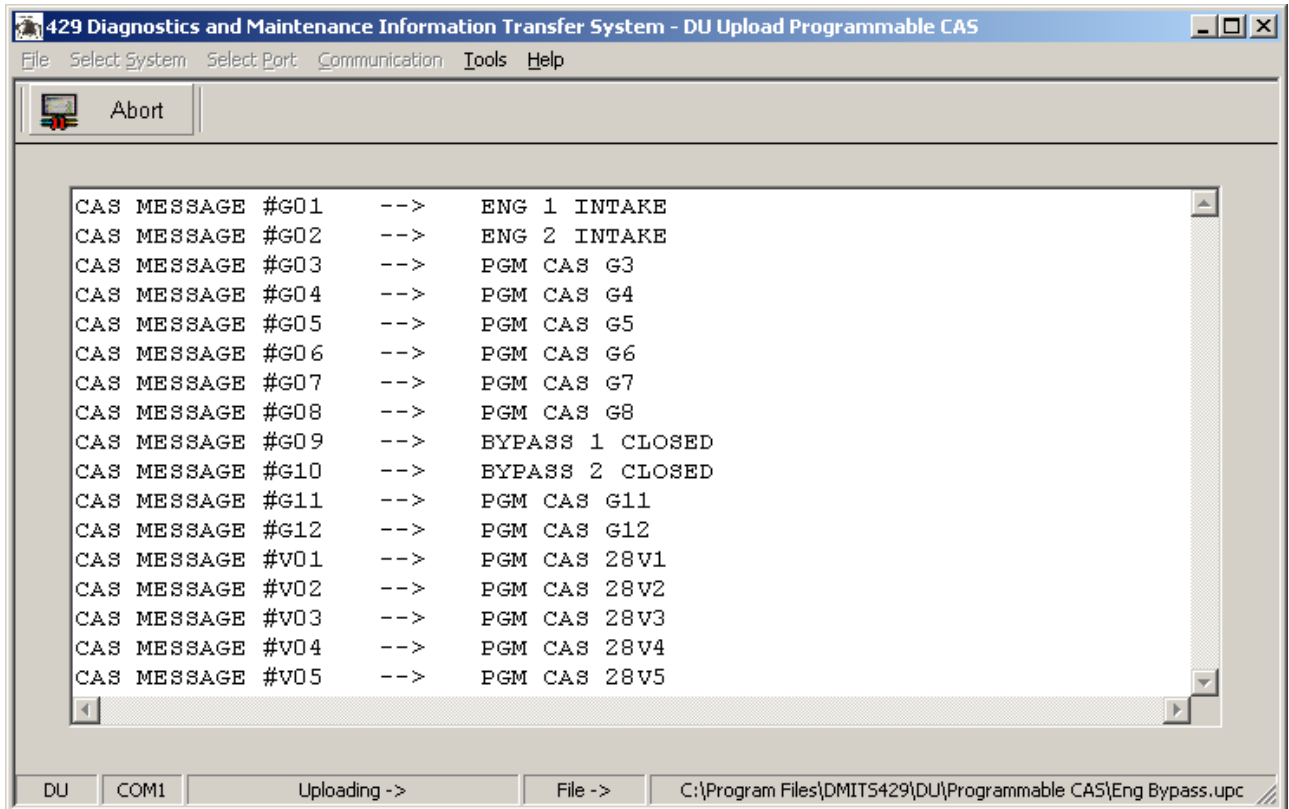 429 Diagnostics and Maintenance Information Transfer System - DU Upload Programmable CAS
File Select System Select Port Communication Tools Help
Abort
CAS MESSAGE #G01 --> ENG 1 INTAKE
CAS MESSAGE #G02 --> ENG 2 INTAKE
CAS MESSAGE #G03 --> PGM CAS G3
CAS MESSAGE #G04 --> PGM CAS G4
CAS MESSAGE #G05 --> PGM CAS G5
CAS MESSAGE #G06 --> PGM CAS G6
CAS MESSAGE #G07 --> PGM CAS G7
CAS MESSAGE #G08 --> PGM CAS G8
CAS MESSAGE #G09 --> BYPASS 1 CLOSED
CAS MESSAGE #G10 --> BYPASS 2 CLOSED
CAS MESSAGE #G11 --> PGM CAS G11
CAS MESSAGE #G12 --> PGM CAS G12
CAS MESSAGE #V01 --> PGM CAS 28V1
CAS MESSAGE #V02 --> PGM CAS 28V2
CAS MESSAGE #V03 --> PGM CAS 28V3
CAS MESSAGE #V04 --> PGM CAS 28V4
CAS MESSAGE #V05 --> PGM CAS 28V5
DU COM1 Uploading -> File -> C:\Program Files\DMITS429\DU\Programmable CAS\Eng Bypass.upc